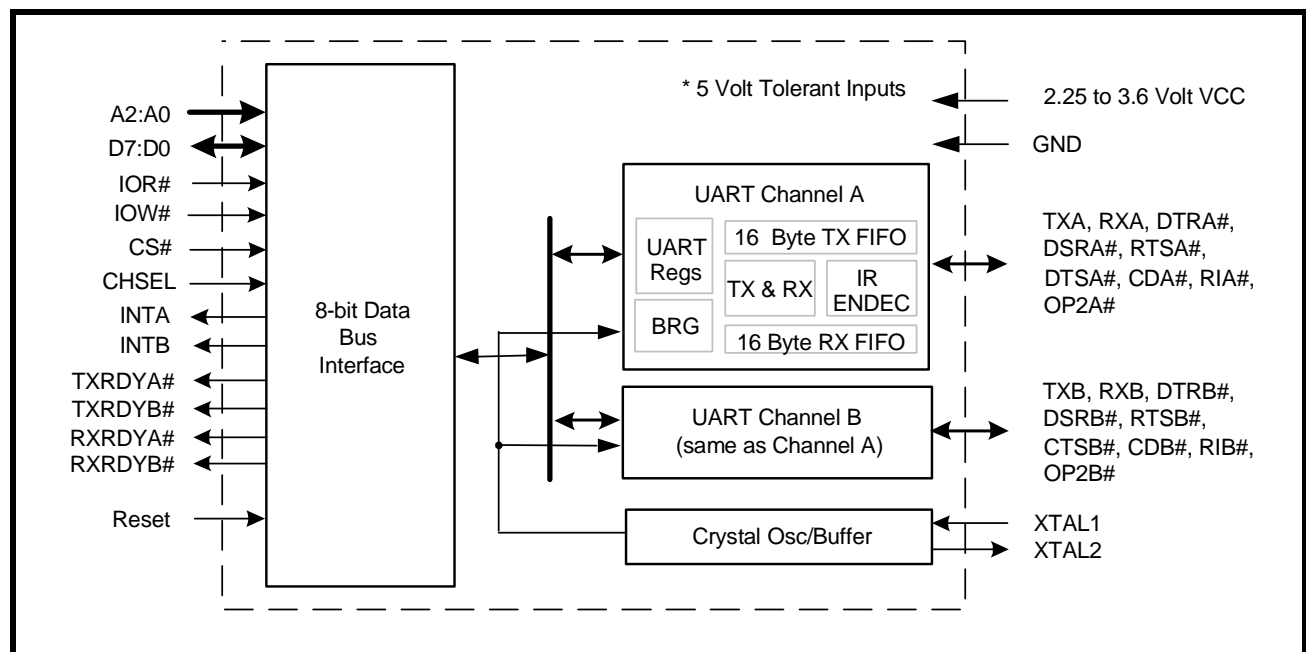 A2:A0
D7:D0
IOR#
IOW#
CS#
CHSEL
INTA
INTB
TXRDYA#
TXRDYB#
RXRDYA#
RXRDYB#
Reset
8-bit Data
Bus
Interface
* 5 Volt Tolerant Inputs
UART Channel A
UART
Regs
BRG
16 Byte TX FIFO
TX & RX
IR
ENDEC
16 Byte RX FIFO
UART Channel B
(same as Channel A)
Crystal Osc/Buffer
2.25 to 3.6 Volt VCC
GND
TXA, RXA, DTRA#,
DSRA#, RTSA#,
DTSA#, CDA#, RIA#,
OP2A#
TXB, RXB, DTRB#,
DSRB#, RTSB#,
CTSB#, CDB#, RIB#,
OP2B#
XTAL1
XTAL2